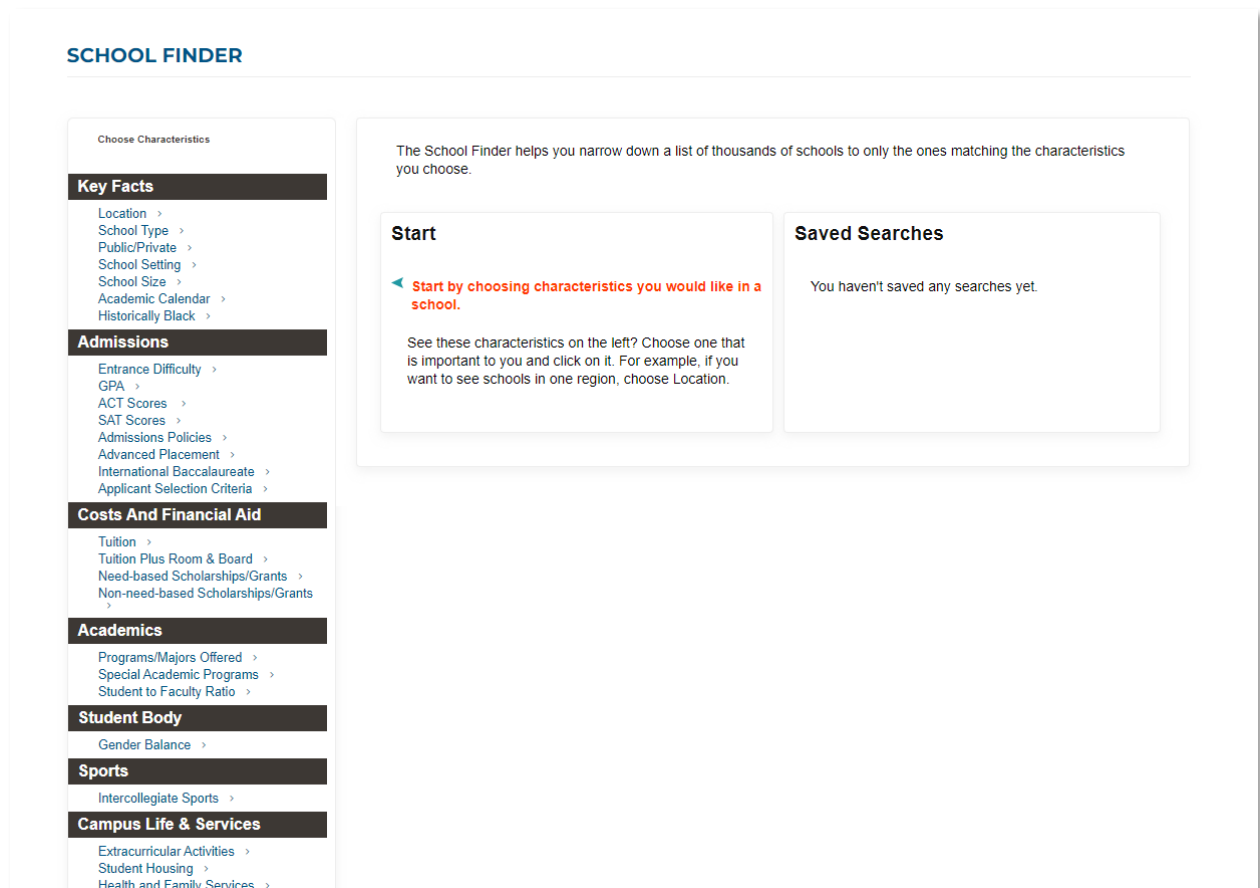 SCHOOL FINDER
Choose Characteristics
Key Facts
Location
School Type
Public/Private
School Setting
School Size
Academic Calendar
Historically Black
Admissions
Entrance Difficulty
GPA
ACT Scores
SAT Scores
Admissions Policies
Advanced Placement
International Baccalaureate
Applicant Selection Criteria
Costs And Financial Aid
Tuition
Tuition Plus Room & Board
Need-based Scholarships/Grants
Non-need-based Scholarships/Grants
Academics
Programs/Majors Offered
Special Academic Programs
Student to Faculty Ratio
Student Body
Gender Balance
Sports
Intercollegiate Sports
Campus Life & Services
Extracurricular Activities
Student Housing
Health and Family Services
The School Finder helps you narrow down a list of thousands of schools to only the ones matching the characteristics
you choose.
Start
Start by choosing characteristics you would like in a
school.
See these characteristics on the left? Choose one that
is important to you and click on it. For example, if you
want to see schools in one region, choose Location.
Saved Searches
You haven't saved any searches yet.